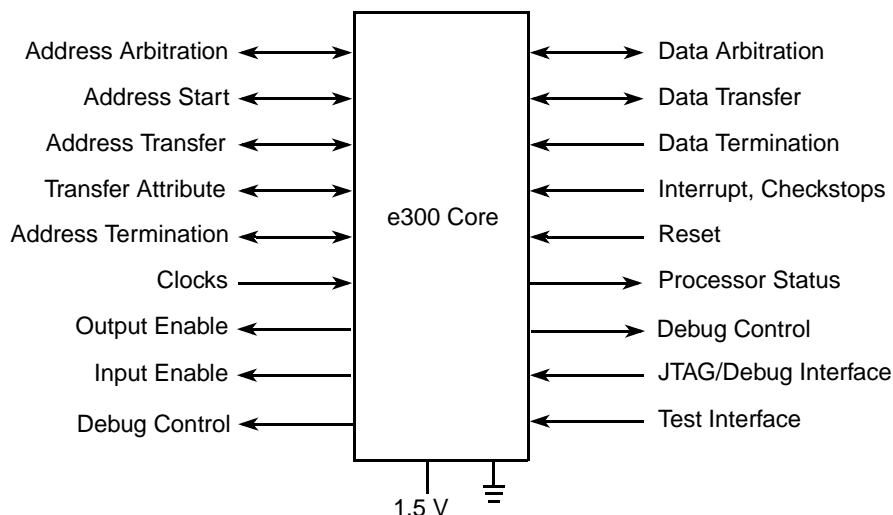 Address Arbitration
Address Start
Address Transfer
Transfer Attribute
Address Termination
Clocks
Output Enable
Input Enable
Debug Control
e300 Core
Data Arbitration
Data Transfer
Data Termination
Interrupt, Checkstops
Reset
Processor Status
Debug Control
JTAG/Debug Interface
Test Interface
1.5 V